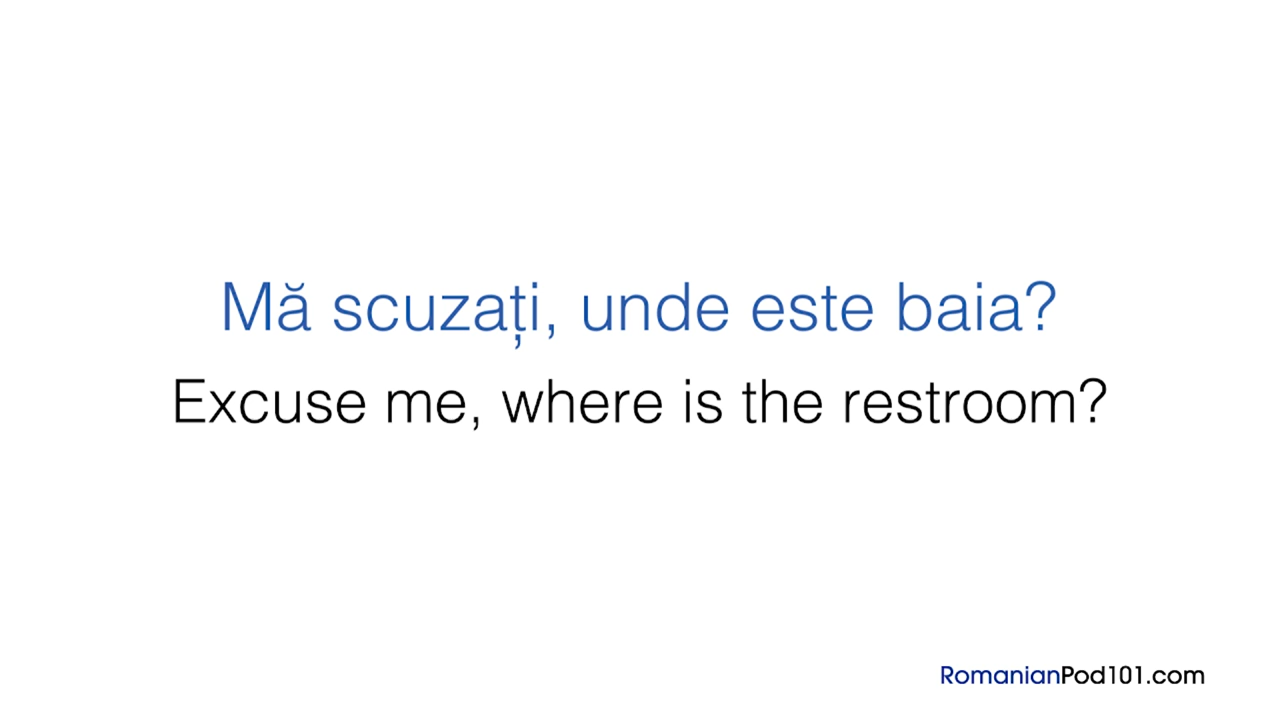 Mă scuzați, unde este baia?
Excuse me, where is the restroom?
RomanianPod101.com